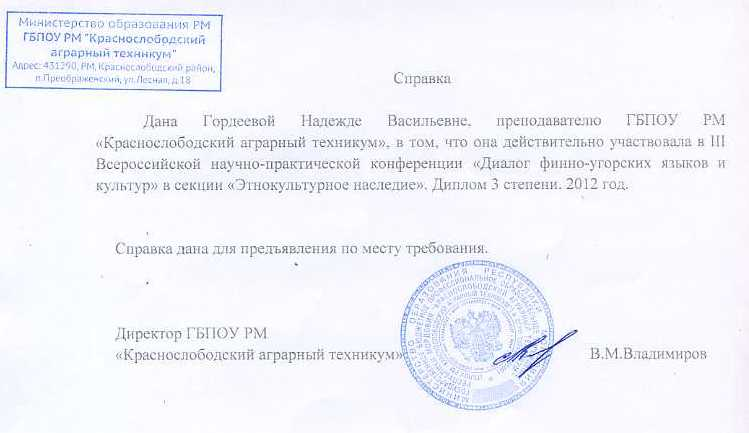 Министерство образования РМ
ГБПОУ РМ "Краснослободский
аграрный техникум"
Адрес: 431290, РМ, Краснослободский район,
п.Преображенский, ул.Лесная, д.18
Справка
Дана Гордеевой Надежде Васильевне, преподавателю ГБПОУ РМ
«Краснослободский аграрный техникум», в том, что она действительно участвовала в III
Всероссийской научно-практической конференции «Диалог финно-угорских языков и
культур» в секции «Этнокультурное наследие». Диплом 3 степени. 2012 год.
Справка дана для предъявления по месту требования.
Директор ГБПОУ РМ
«Краснослободский аграрный техникум»
В.М.Владимиров